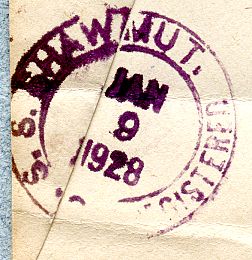 U. S. S. SHAWMUT.
JAN
9
1928
REGISTERED